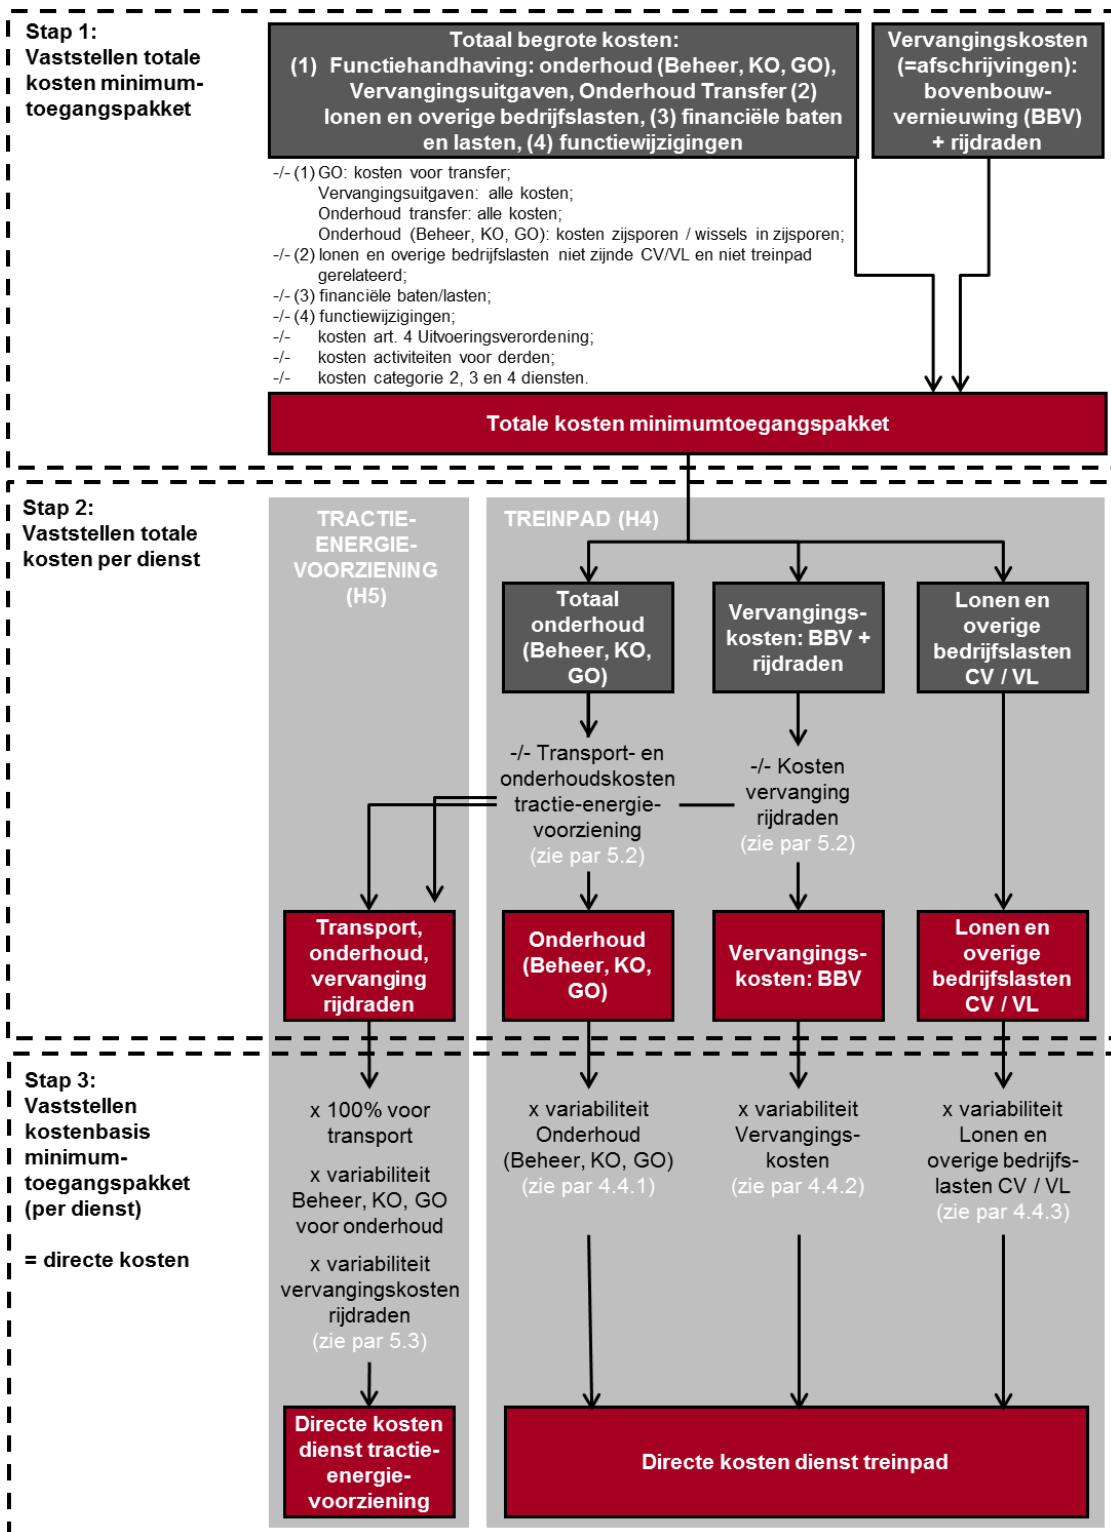 Stap 1:
Vaststellen totale
kosten minimum-
toegangspakket
Totaal begrote kosten:
(1) Functiehandhaving: onderhoud (Beheer, KO, GO),
Vervangingsuitgaven, Onderhoud Transfer (2)
lonen en overige bedrijfslasten, (3) financiële baten
en lasten, (4) functiewijzigingen
Vervangingskosten
(=afschrijvingen):
bovenbouw-
vernieuwing (BBV)
+ rijdraden
-/- (1) GO: kosten voor transfer;
Vervangingsuitgaven: alle kosten;
Onderhoud transfer: alle kosten;
Onderhoud (Beheer, KO, GO): kosten zijsporen / wissels in zijsporen;
-/- (2) lonen en overige bedrijfslasten niet zijnde CV/VL en niet treinpad
gerelateerd;
-/- (3) financiële baten/lasten;
-/- (4) functiewijzigingen;
-/- kosten art. 4 Uitvoeringsverordening;
-/- kosten activiteiten voor derden;
-/- kosten categorie 2, 3 en 4 diensten.
Totale kosten minimumtoegangspakket
Stap 2:
Vaststellen totale
kosten per dienst
TRACTIE-
ENERGIE-
VOORZIENING
(H5)
TREINPAD (H4)
Totaal
onderhoud
(Beheer, KO,
GO)
Vervangings-
kosten: BBV +
rijdraden
Lonen en
overige
bedrijfslasten
CV / VL
-/- Transport- en
onderhoudskosten
tractie-energie-
voorziening
(zie par 5.2)
-/- Kosten
vervanging
rijdraden
(zie par 5.2)
Transport,
onderhoud,
vervanging
rijdraden
Onderhoud
(Beheer, KO,
GO)
Vervangings-
kosten: BBV
Lonen en
overige
bedrijfslasten
CV / VL
Stap 3:
Vaststellen
kostenbasis
minimum-
toegangspakket
(per dienst)
= directe kosten
x 100% voor
transport
x variabiliteit
Beheer, KO, GO
voor onderhoud
x variabiliteit
vervangingskosten
rijdraden
(zie par 5.3)
x variabiliteit
Onderhoud
(Beheer, KO, GO)
(zie par 4.4.1)
x variabiliteit
Vervangings-
kosten
(zie par 4.4.2)
x variabiliteit
Lonen en
overige bedrijfs-
lasten CV / VL
(zie par 4.4.3)
Directe kosten
dienst tractie-
energie-
voorziening
Directe kosten dienst treinpad